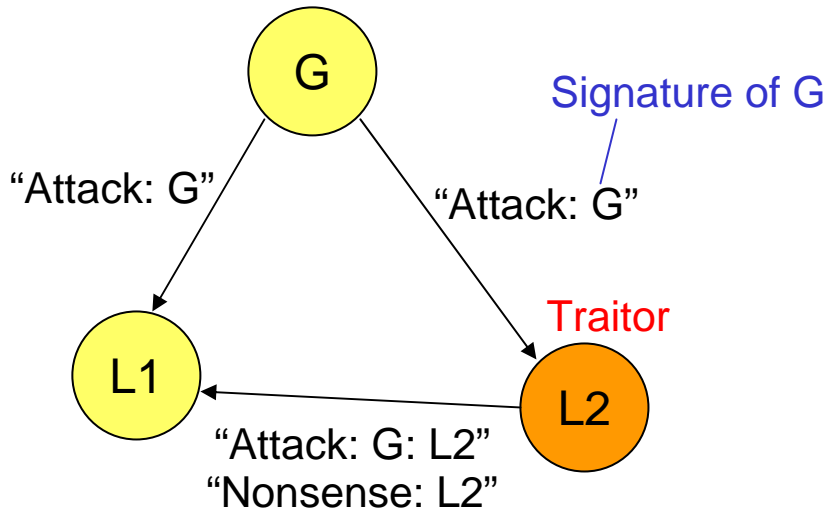 G
Signature of G
“Attack: G”
“Attack: G”
Traitor
L1
L2
“Attack: G: L2”
“Nonsense: L2”